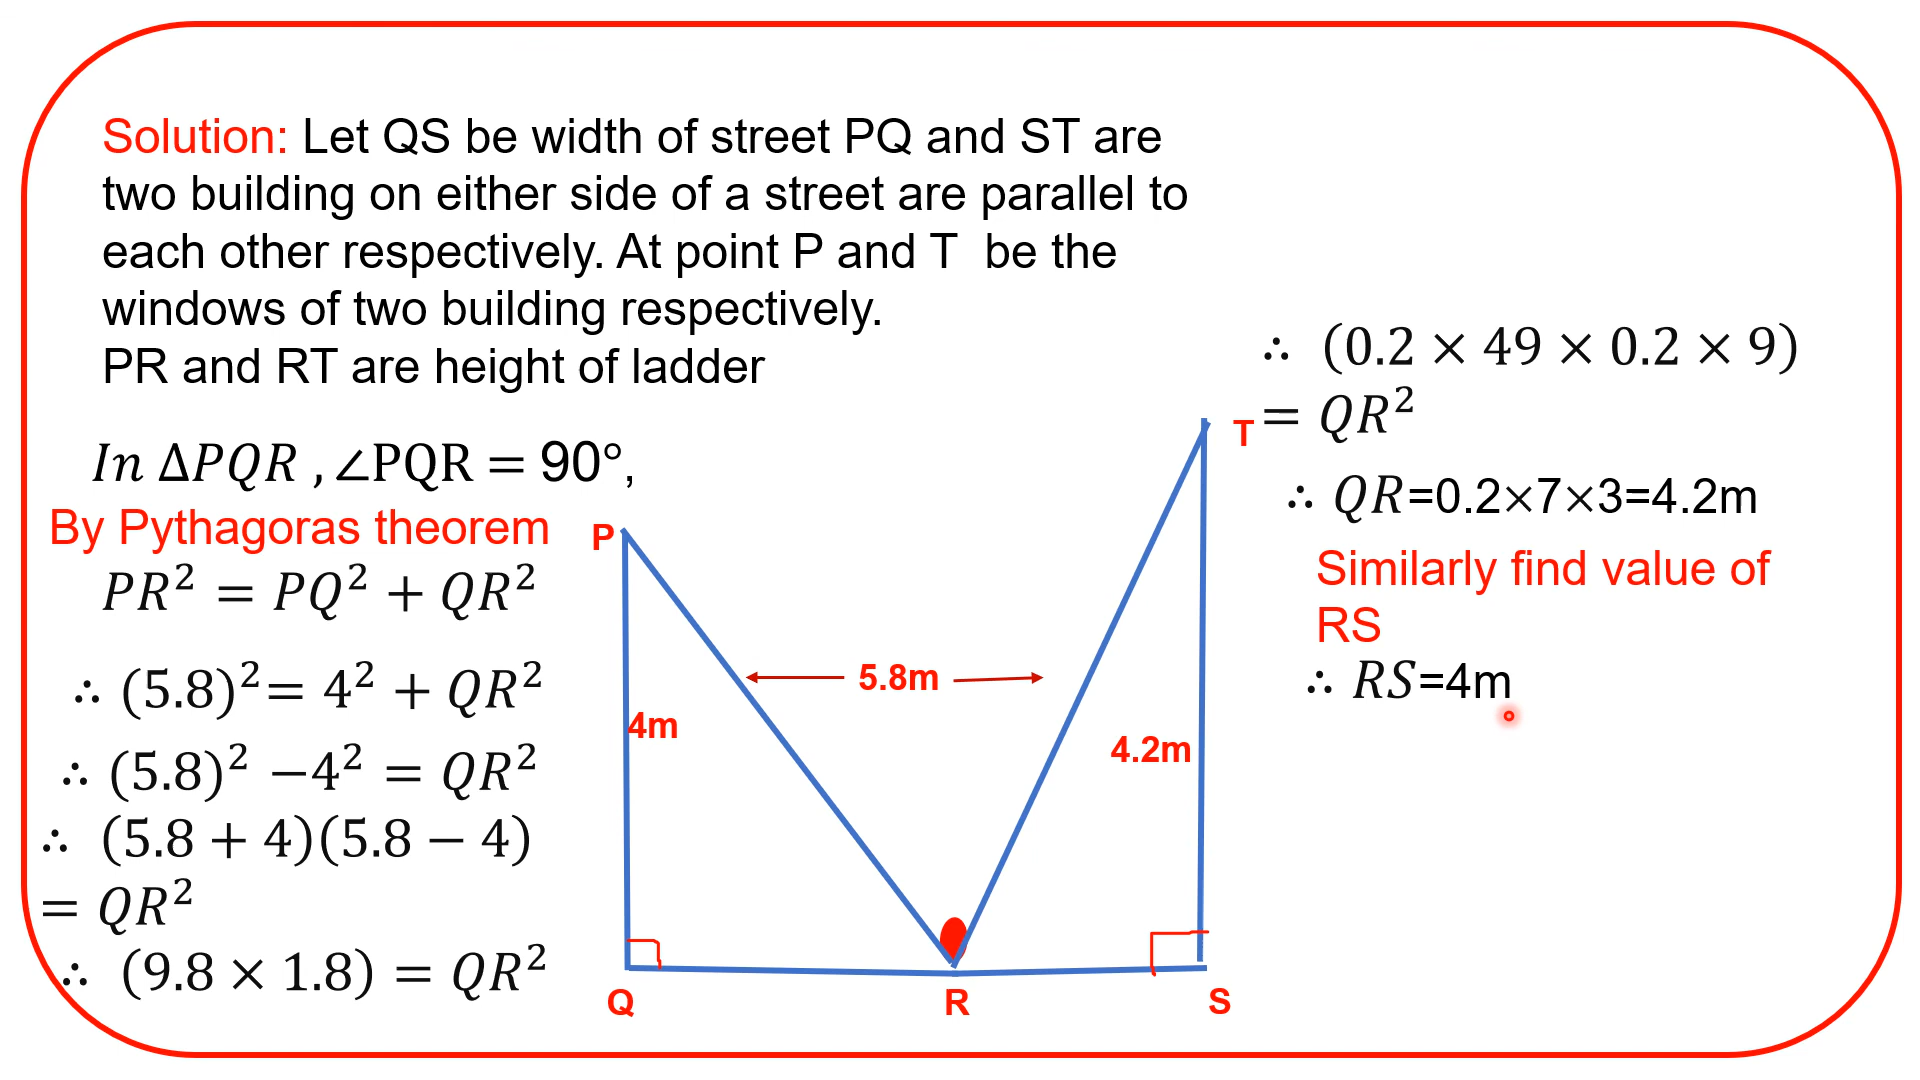 Solution: Let QS be width of street PQ and ST are
two building on either side of a street are parallel to
each other respectively. At point P and T be the
windows of two building respectively.
PR and RT are height of ladder
In ∆PQR , ∠PQR = 90°,
By Pythagoras theorem
PR² = PQ² + QR²
∴ (5.8)² = 4² + QR²
∴ (5.8)² −4² = QR²
∴ (5.8 + 4)(5.8 − 4)
= QR²
∴ (9.8 × 1.8) = QR²
P
T
5.8m
4m
4.2m
Q
R
S
∴ (0.2 × 49 × 0.2 × 9)
= QR²
∴ QR=0.2×7×3=4.2m
Similarly find value of
RS
∴ RS=4m